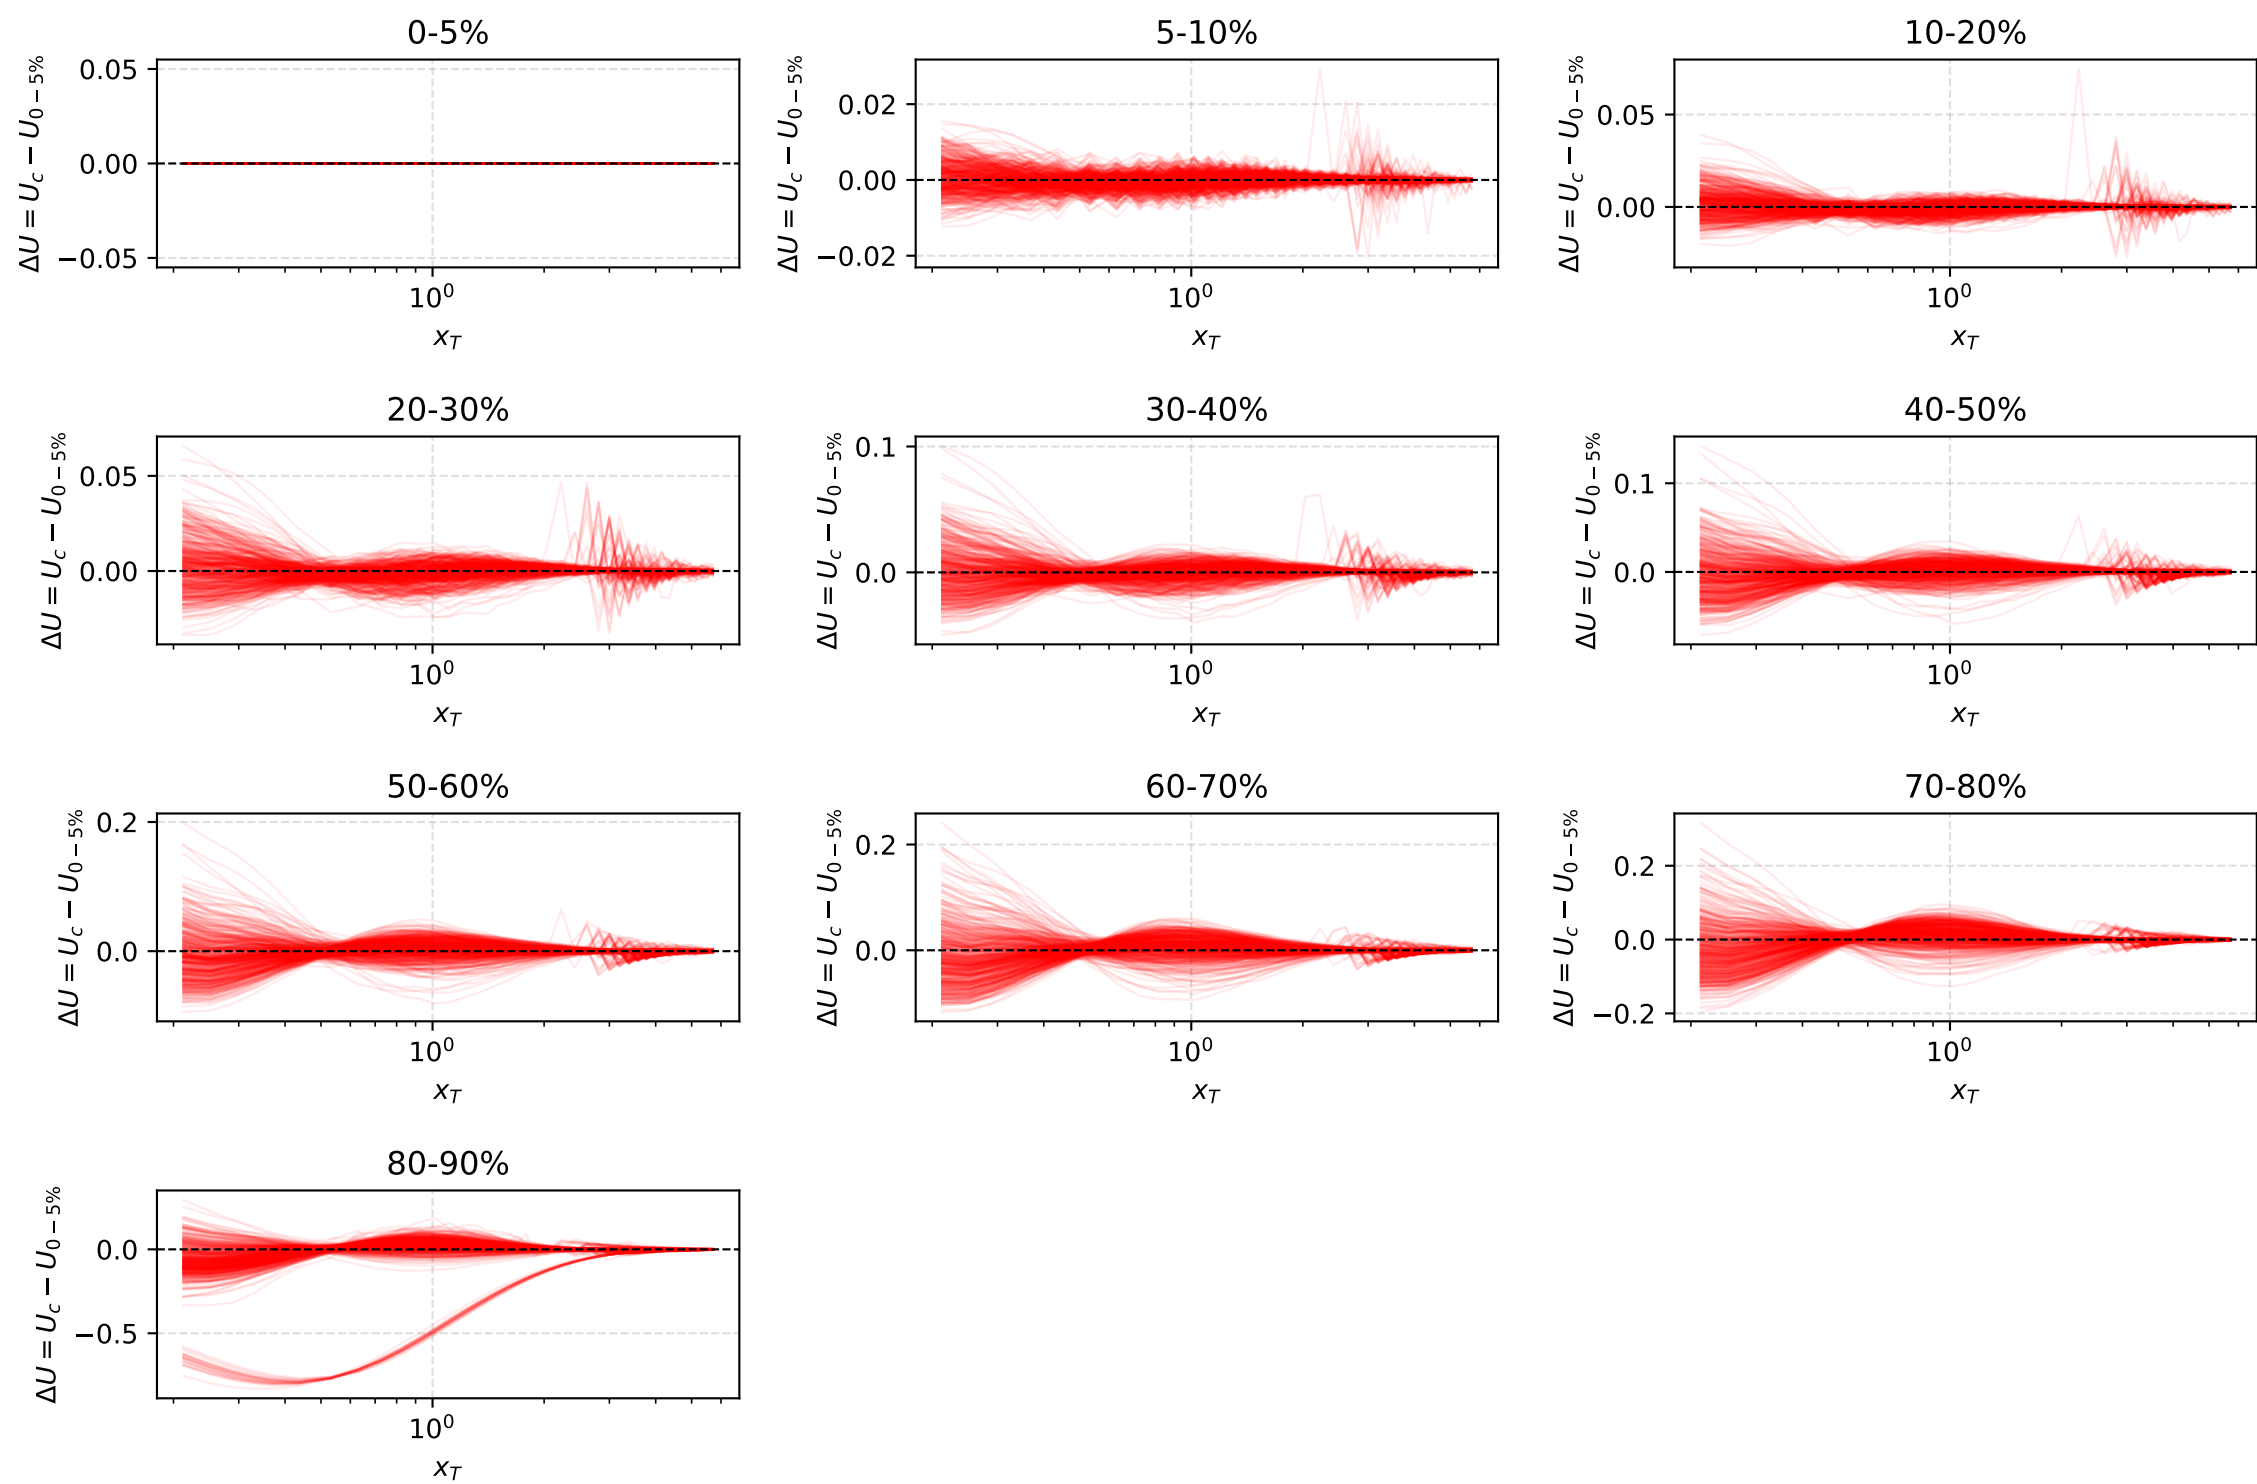 0-5%
5-10%
10-20%
ΔU = U_c − U_{0−5%}
0.05
0.00
−0.05
10^0
x_T
ΔU = U_c − U_{0−5%}
0.02
0.00
−0.02
10^0
x_T
ΔU = U_c − U_{0−5%}
0.05
0.00
10^0
x_T
20-30%
30-40%
40-50%
ΔU = U_c − U_{0−5%}
0.05
0.00
10^0
x_T
ΔU = U_c − U_{0−5%}
0.1
0.0
10^0
x_T
ΔU = U_c − U_{0−5%}
0.1
0.0
10^0
x_T
50-60%
60-70%
70-80%
ΔU = U_c − U_{0−5%}
0.2
0.0
10^0
x_T
ΔU = U_c − U_{0−5%}
0.2
0.0
10^0
x_T
ΔU = U_c − U_{0−5%}
0.2
0.0
−0.2
10^0
x_T
80-90%
ΔU = U_c − U_{0−5%}
0.0
−0.5
10^0
x_T